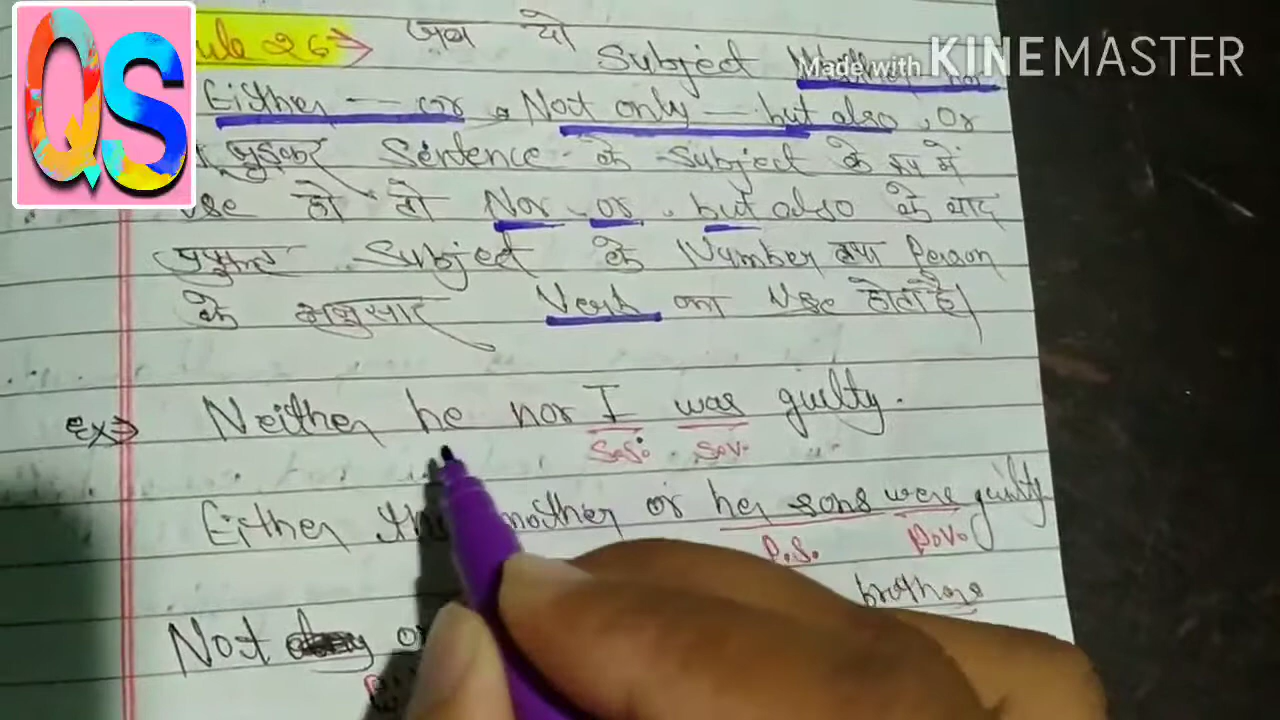 QS
Made with KINEMASTER
Rule 26 → जब दो Subject
Either — or, Not only — but also, or
जुड़कर Sentence के Subject के रूप में
Use हो तो Nor, or, but also के बाद
प्रयुक्त Subject के Number तथा Person
के अनुसार Verb का Use होता है।
Ex⇒ Neither he nor I was guilty.
S.S. S.V.
Either the mother or her sons were guilty
P.S. P.V.
brothers
Not